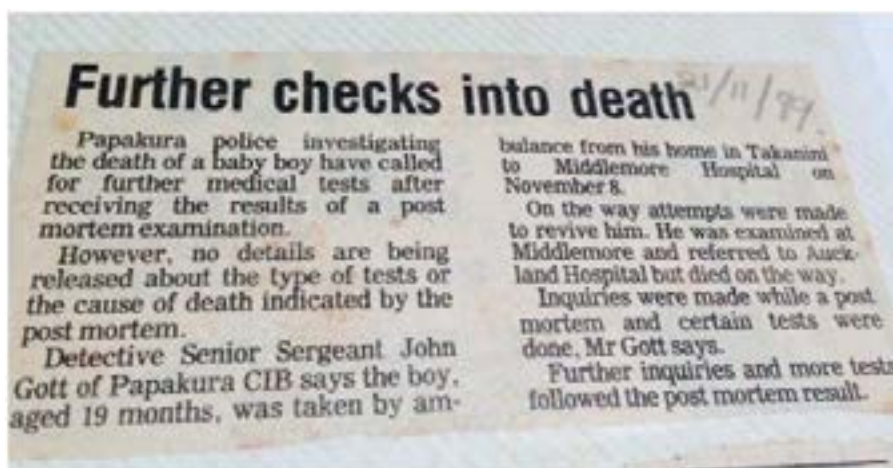 Further checks into death
21/11/89.
Papakura police investigating
the death of a baby boy have called
for further medical tests after
receiving the results of a post
mortem examination.
However, no details are being
released about the type of tests or
the cause of death indicated by the
post mortem.
Detective Senior Sergeant John
Gott of Papakura CIB says the boy,
aged 19 months, was taken by am-
bulance from his home in Takanini
to Middlemore Hospital on
November 8.
On the way attempts were made
to revive him. He was examined at
Middlemore and referred to Auck-
land Hospital but died on the way.
Inquiries were made while a post
mortem and certain tests were
done, Mr Gott says.
Further inquiries and more tests
followed the post mortem result.